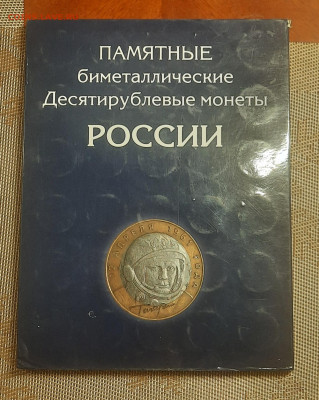 ПАМЯТНЫЕ
биметаллические
Десятирублевые монеты
РОССИИ